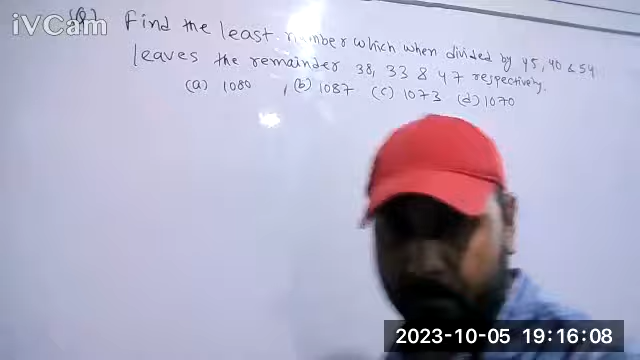 (Q)
iVCam
Find the least number which when divided by 45, 40 & 54
leaves the remainder 38, 33 & 47 respectively.
(a) 1080 , (b) 1087 (c) 1073 (d) 1070
2023-10-05 19:16:08